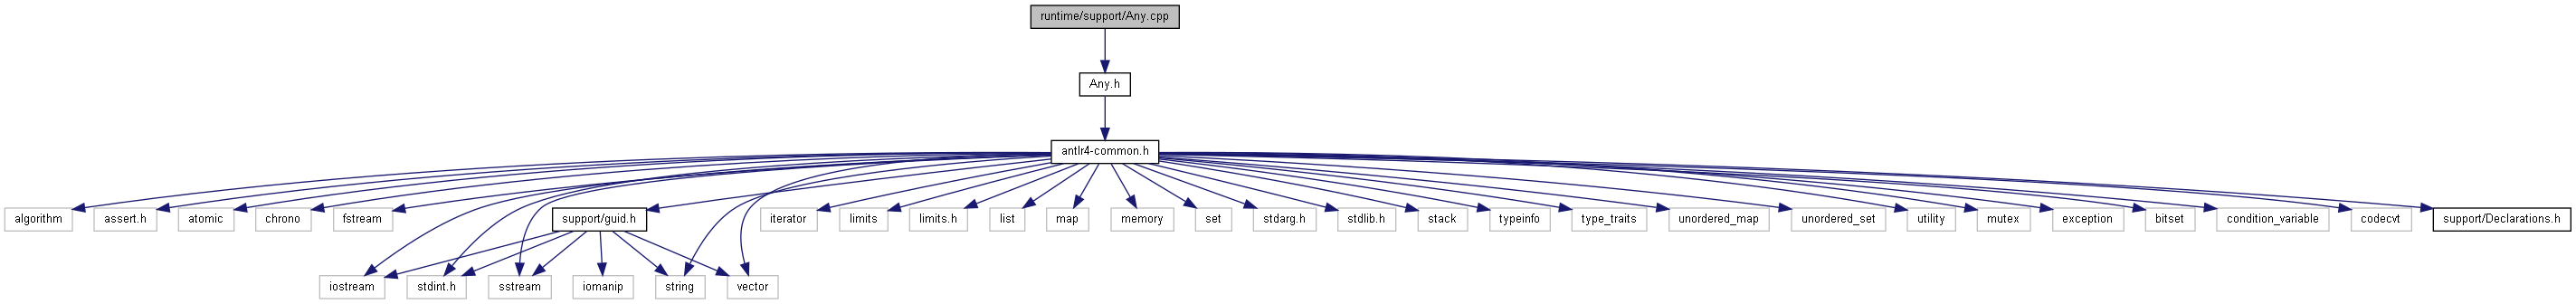 runtime/support/Any.cpp
Any.h
antlr4-common.h
algorithm
assert.h
atomic
chrono
fstream
support/guid.h
iterator
limits
limits.h
list
map
memory
set
stdarg.h
stdlib.h
stack
typeinfo
type_traits
unordered_map
unordered_set
utility
mutex
exception
bitset
condition_variable
codecvt
support/Declarations.h
iostream
stdint.h
sstream
iomanip
string
vector